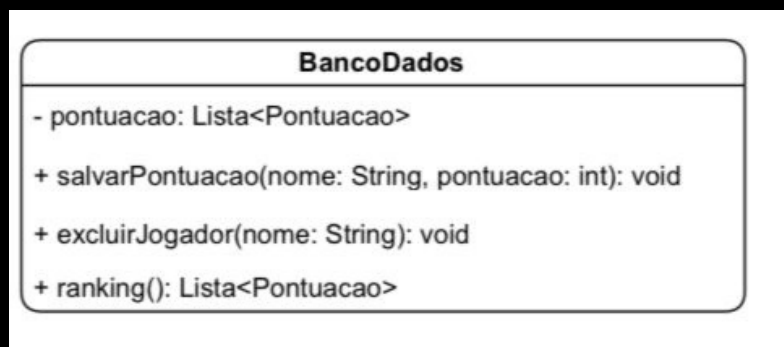 BancoDados
- pontuacao: Lista<Pontuacao>
+ salvarPontuacao(nome: String, pontuacao: int): void
+ excluirJogador(nome: String): void
+ ranking(): Lista<Pontuacao>